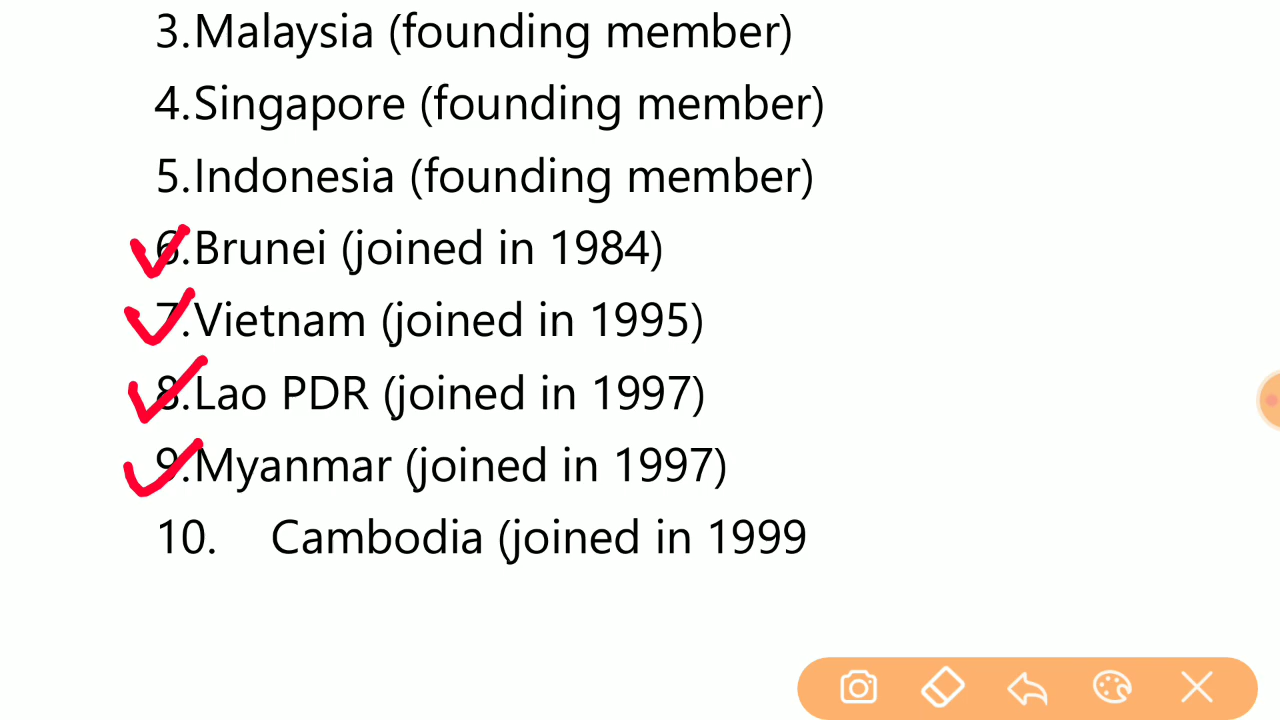 3.Malaysia (founding member)
4.Singapore (founding member)
5.Indonesia (founding member)
6.Brunei (joined in 1984)
7.Vietnam (joined in 1995)
8.Lao PDR (joined in 1997)
9.Myanmar (joined in 1997)
10. Cambodia (joined in 1999